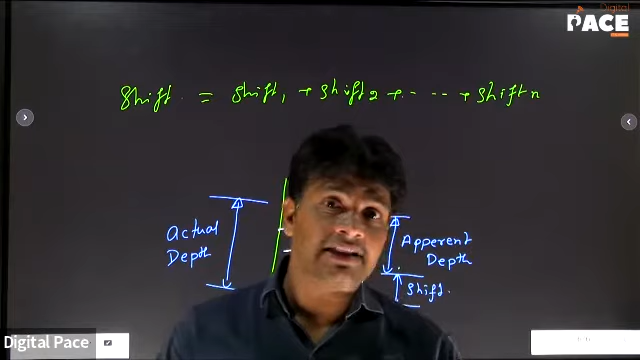 Digital
PACE
Shift = Shift1 + Shift2 + ---- + Shiftn
Actual
Depth
Apperent
Depth
Shift.
Digital Pace